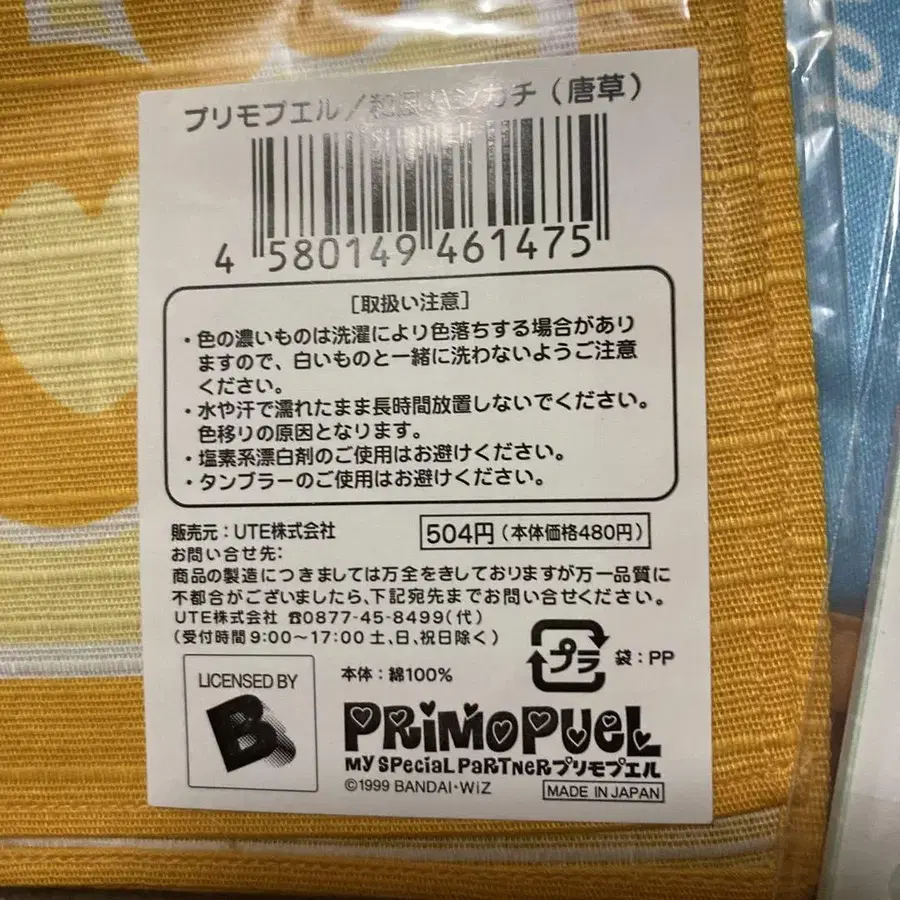 プリモプエル/和風ハンカチ(唐草)
4 580149 461475
[取扱い注意]
・色の濃いものは洗濯により色落ちする場合があり
ますので、白いものと一緒に洗わないようご注意
ください。
・水や汗で濡れたまま長時間放置しないでください。
色移りの原因となります。
・塩素系漂白剤のご使用はお避けください。
・タンブラーのご使用はお避けください。
販売元:UTE株式会社
504円(本体価格480円)
お問い合せ先:
商品の製造につきましては万全をきしておりますが万一品質に
不都合がございましたら、下記宛先までお問い合せください。
UTE株式会社 ☎0877-45-8499(代)
(受付時間9:00〜17:00 土、日、祝日除く)
プラ
袋:PP
LICENSED BY
B
本体:綿100%
PRIMOPUEL
MY SPECIAL PARTNERプリモプエル
©1999 BANDAI・WiZ
MADE IN JAPAN